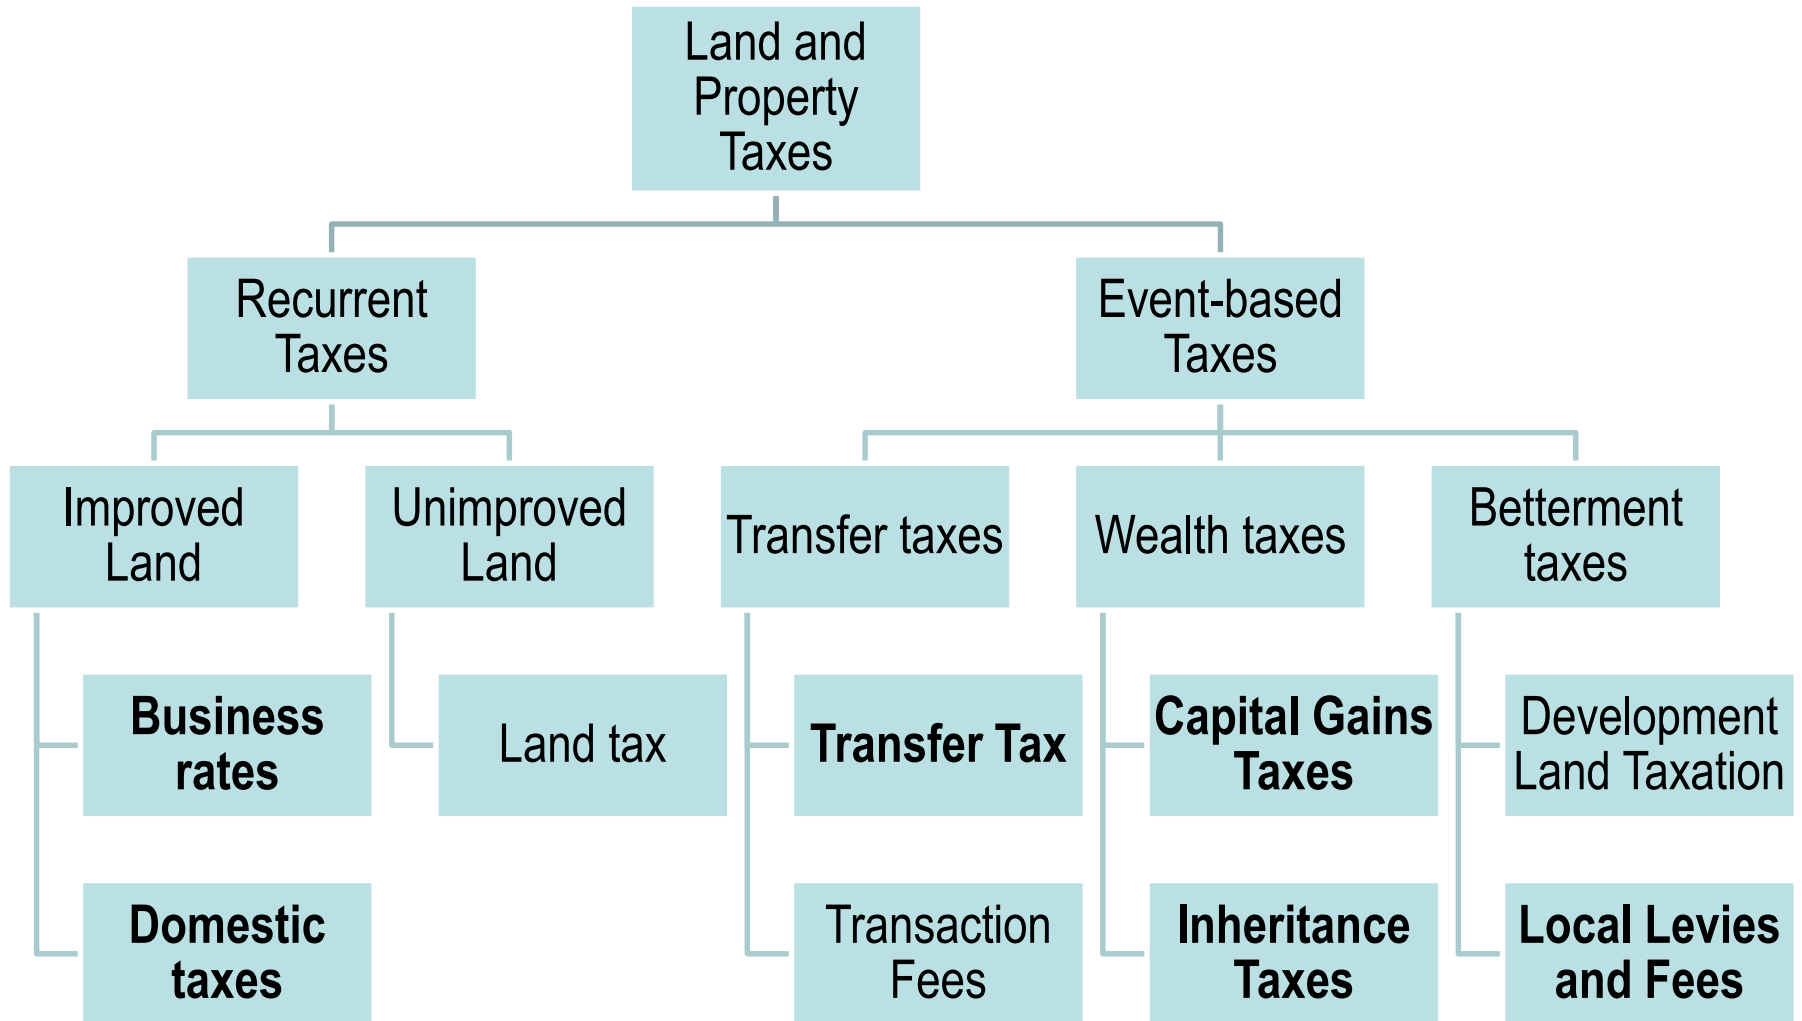 Land and
Property
Taxes
Recurrent
Taxes
Event-based
Taxes
Improved
Land
Unimproved
Land
Transfer taxes
Wealth taxes
Betterment
taxes
Business
rates
Land tax
Transfer Tax
Capital Gains
Taxes
Development
Land Taxation
Domestic
taxes
Transaction
Fees
Inheritance
Taxes
Local Levies
and Fees